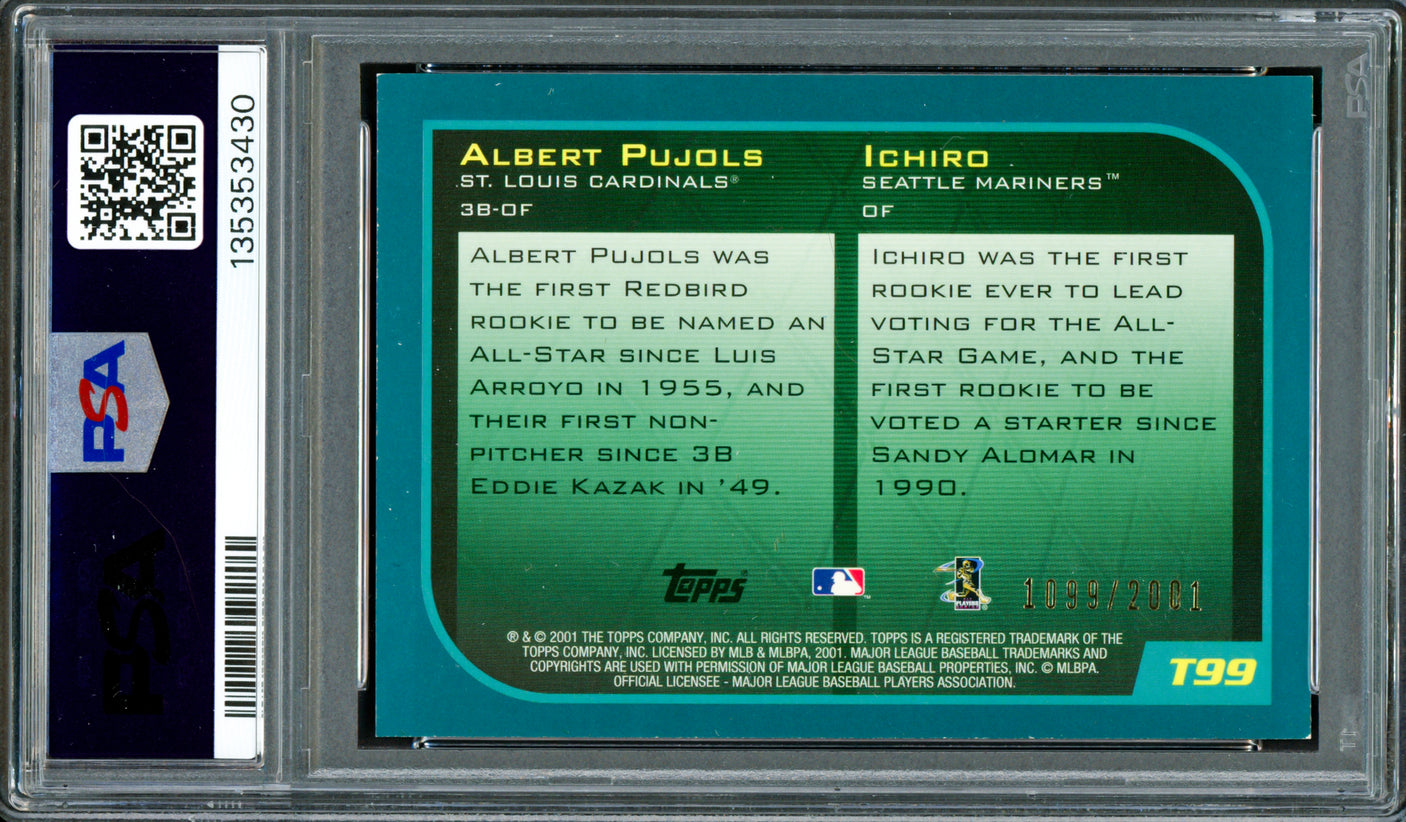 135353430
PSA
PSA
PSA
TM
ALBERT PUJOLS
ST. LOUIS CARDINALS®
3B-OF
ALBERT PUJOLS WAS
THE FIRST REDBIRD
ROOKIE TO BE NAMED AN
ALL-STAR SINCE LUIS
ARROYO IN 1955, AND
THEIR FIRST NON-
PITCHER SINCE 3B
EDDIE KAZAK IN '49.
ICHIRO
SEATTLE MARINERS™
OF
ICHIRO WAS THE FIRST
ROOKIE EVER TO LEAD
VOTING FOR THE ALL-
STAR GAME, AND THE
FIRST ROOKIE TO BE
VOTED A STARTER SINCE
SANDY ALOMAR IN
1990.
topps®
PLAYERS
1099/2001
® & © 2001 THE TOPPS COMPANY, INC. ALL RIGHTS RESERVED. TOPPS IS A REGISTERED TRADEMARK OF THE
TOPPS COMPANY, INC. LICENSED BY MLB & MLBPA, 2001. MAJOR LEAGUE BASEBALL TRADEMARKS AND
COPYRIGHTS ARE USED WITH PERMISSION OF MAJOR LEAGUE BASEBALL PROPERTIES, INC. © MLBPA.
OFFICIAL LICENSEE - MAJOR LEAGUE BASEBALL PLAYERS ASSOCIATION.
T99